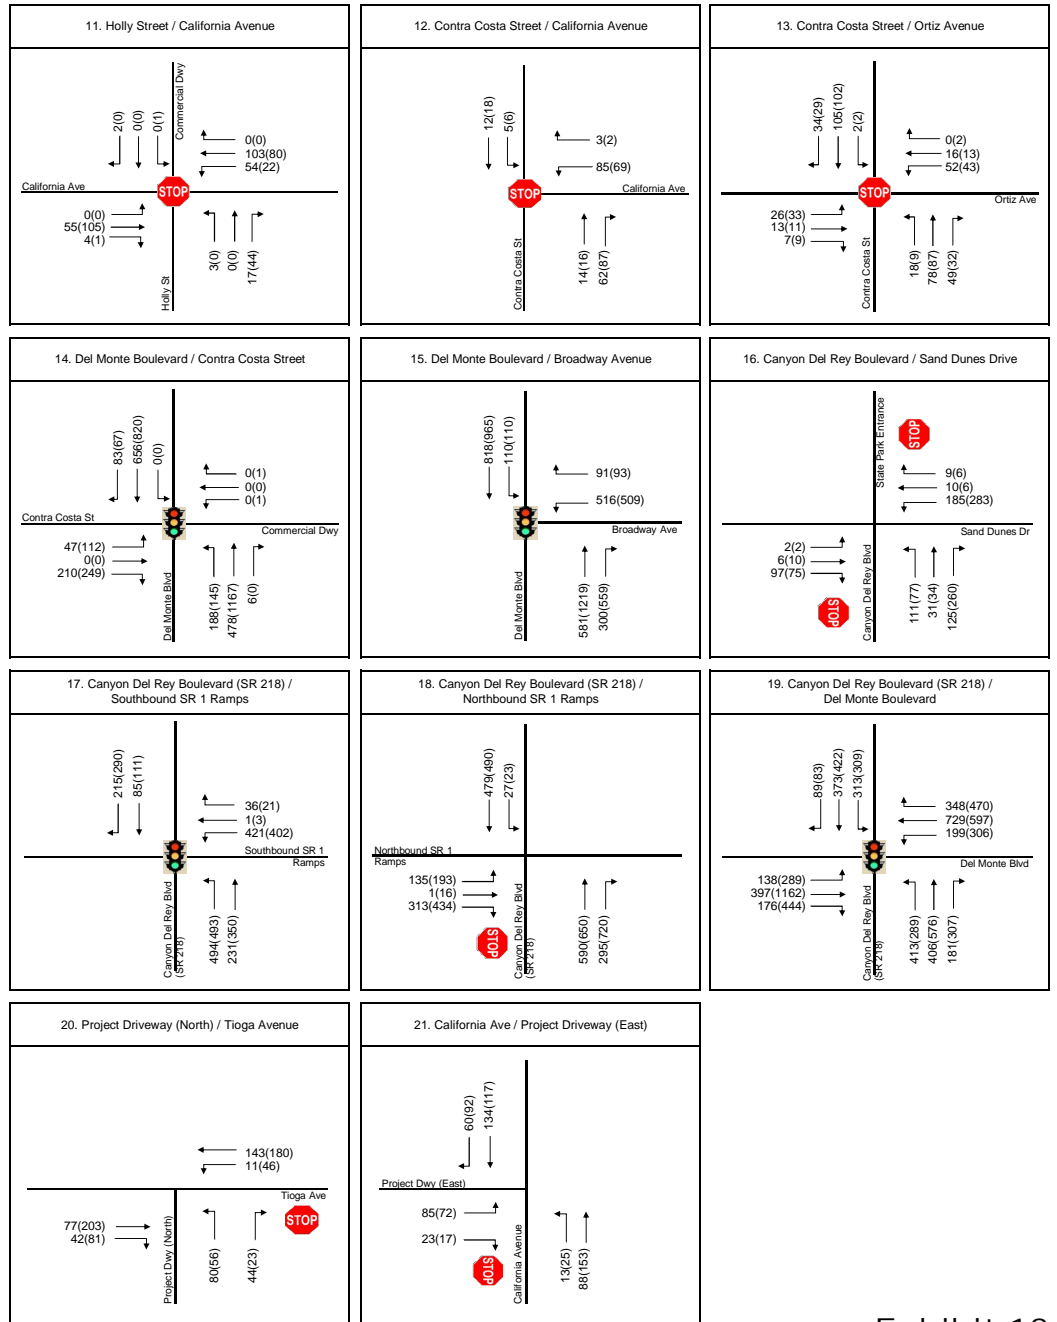 11. Holly Street / California Avenue
2(0)
0(0)
0(1)
Commercial Dwy
0(0)
103(80)
54(22)
California Ave
STOP
0(0)
55(105)
4(1)
Holly St
3(0)
0(0)
17(44)
12. Contra Costa Street / California Avenue
12(18)
5(6)
3(2)
85(69)
STOP
California Ave
Contra Costa St
14(16)
62(87)
13. Contra Costa Street / Ortiz Avenue
34(29)
105(102)
2(2)
0(2)
16(13)
52(43)
STOP
Ortiz Ave
26(33)
13(11)
7(9)
Contra Costa St
18(9)
78(87)
49(32)
14. Del Monte Boulevard / Contra Costa Street
83(67)
656(820)
0(0)
0(1)
0(0)
0(1)
Contra Costa St
Commercial Dwy
47(112)
0(0)
210(249)
Del Monte Blvd
188(145)
478(1167)
6(0)
15. Del Monte Boulevard / Broadway Avenue
818(965)
110(110)
91(93)
516(509)
Broadway Ave
Del Monte Blvd
581(1219)
300(559)
16. Canyon Del Rey Boulevard / Sand Dunes Drive
State Park Entrance
STOP
9(6)
10(6)
185(283)
Sand Dunes Dr
2(2)
6(10)
97(75)
STOP
Canyon Del Rey Blvd
111(77)
31(34)
125(260)
17. Canyon Del Rey Boulevard (SR 218) /
Southbound SR 1 Ramps
215(290)
85(111)
36(21)
1(3)
421(402)
Southbound SR 1
Ramps
Canyon Del Rey Blvd
(SR 218)
494(493)
231(350)
18. Canyon Del Rey Boulevard (SR 218) /
Northbound SR 1 Ramps
479(490)
27(23)
Northbound SR 1
Ramps
135(193)
1(16)
313(434)
STOP
Canyon Del Rey Blvd
(SR 218)
590(650)
295(720)
19. Canyon Del Rey Boulevard (SR 218) /
Del Monte Boulevard
89(83)
373(422)
313(309)
348(470)
729(597)
199(306)
Del Monte Blvd
138(289)
397(1162)
176(444)
Canyon Del Rey Blvd
(SR 218)
413(289)
406(576)
181(307)
20. Project Driveway (North) / Tioga Avenue
143(180)
11(46)
Tioga Ave
STOP
77(203)
42(81)
Project Dwy (North)
80(56)
44(23)
21. California Ave / Project Driveway (East)
60(92)
134(117)
Project Dwy (East)
85(72)
23(17)
STOP
California Avenue
13(25)
88(153)